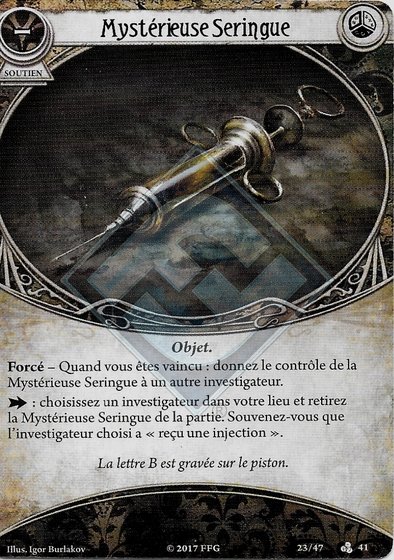 Mystérieuse Seringue
SOUTIEN
Objet.
Forcé – Quand vous êtes vaincu : donnez le contrôle de la
Mystérieuse Seringue à un autre investigateur.
: choisissez un investigateur dans votre lieu et retirez
la Mystérieuse Seringue de la partie. Souvenez-vous que
l'investigateur choisi a « reçu une injection ».
La lettre B est gravée sur le piston.
Illus. Igor Burlakov
© 2017 FFG
23/47
41